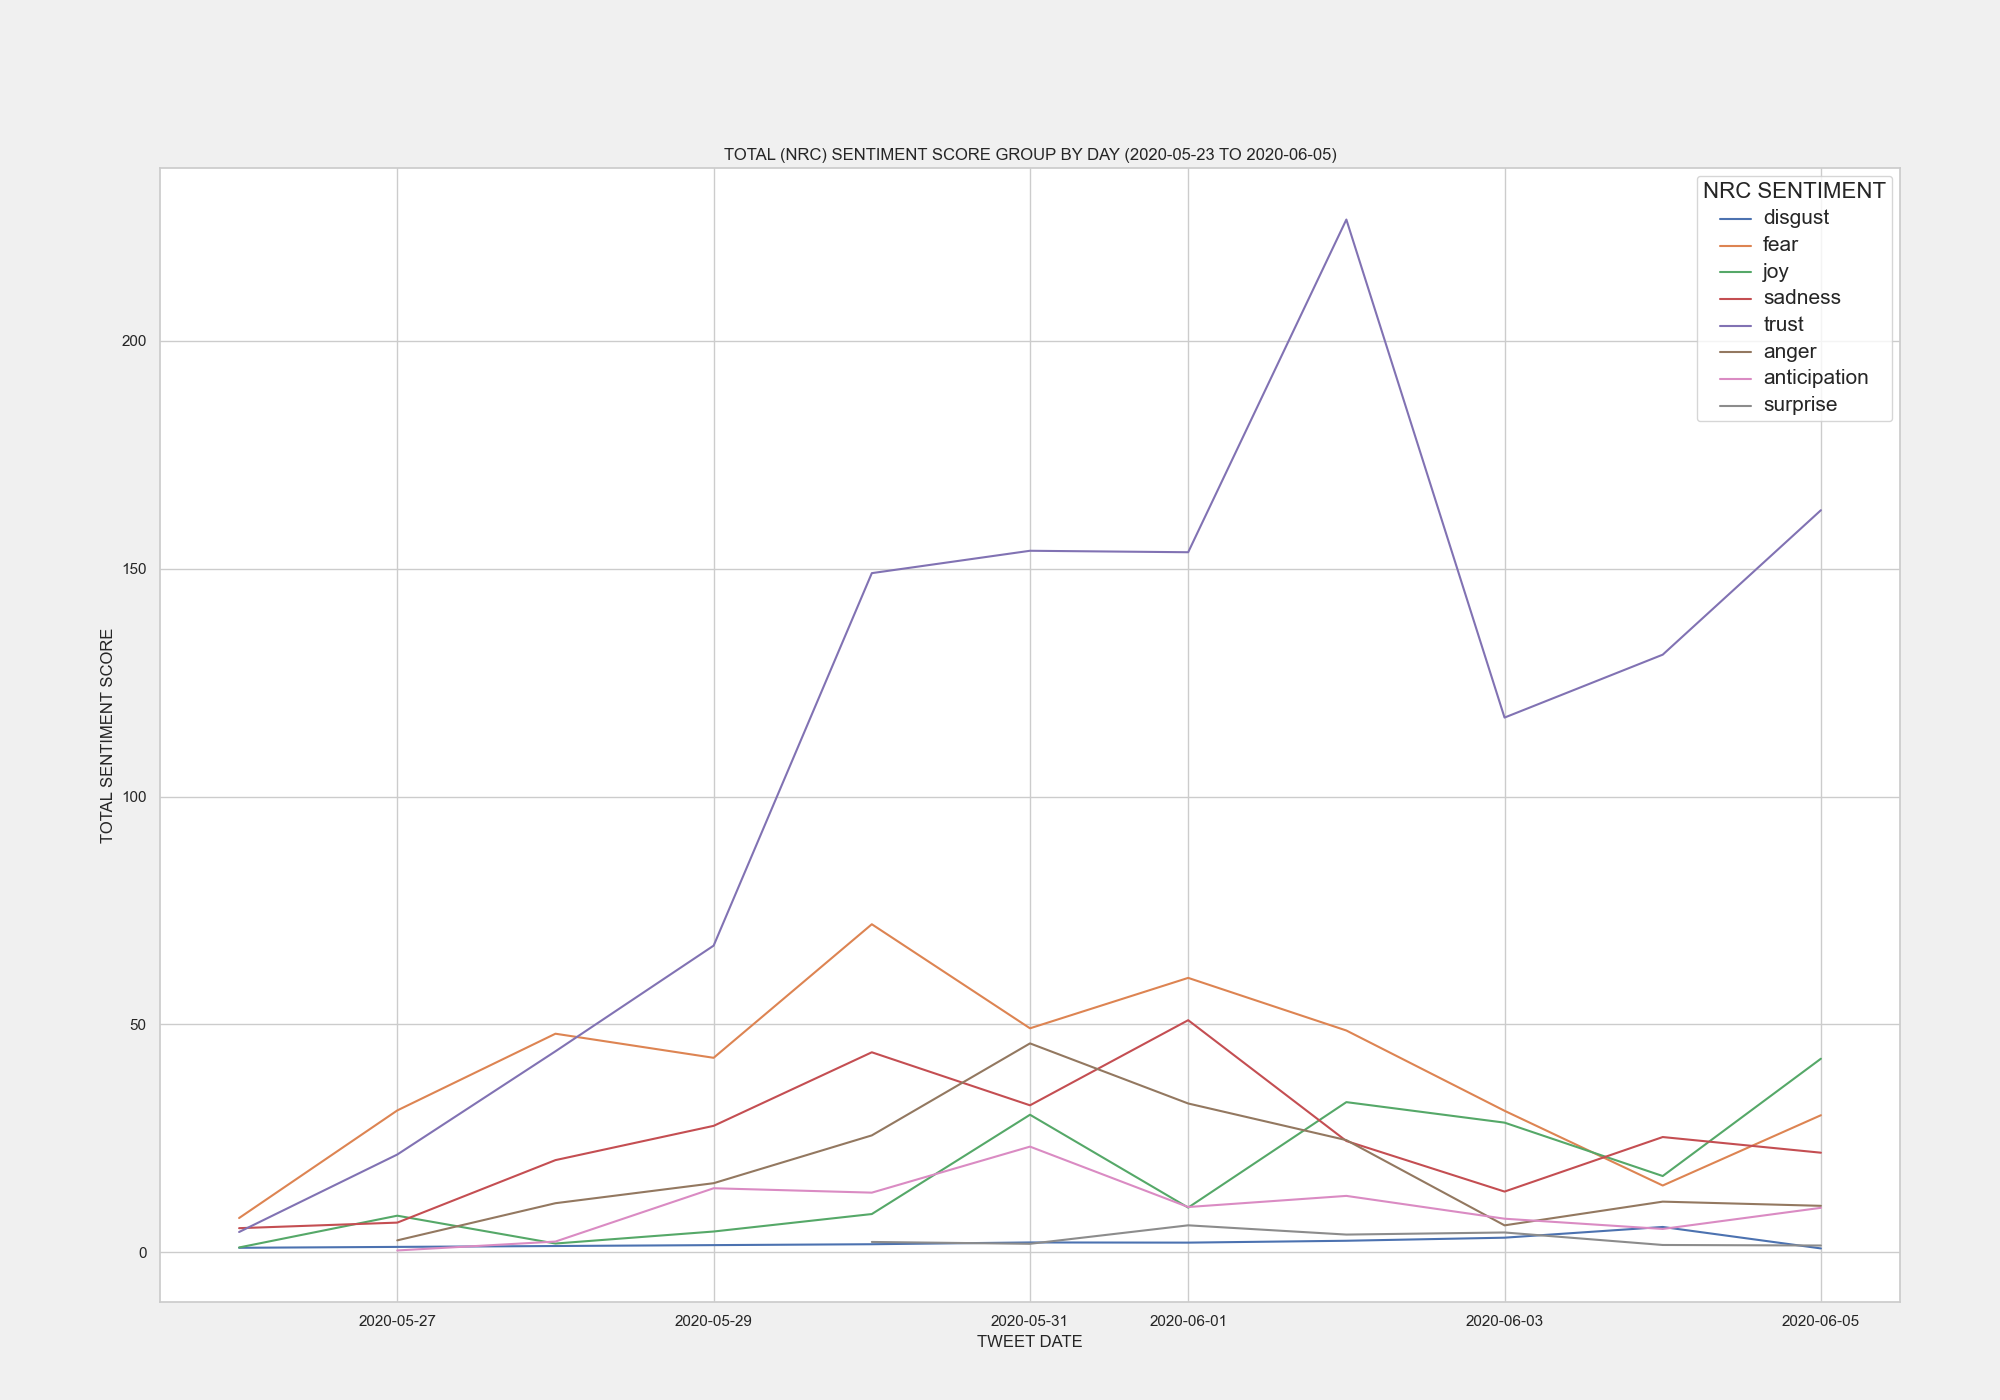 TOTAL (NRC) SENTIMENT SCORE GROUP BY DAY (2020-05-23 TO 2020-06-05)
NRC SENTIMENT
disgust
fear
joy
sadness
trust
anger
anticipation
surprise
TOTAL SENTIMENT SCORE
200
150
100
50
0
2020-05-27 2020-05-29 2020-05-31 2020-06-01 2020-06-03 2020-06-05
TWEET DATE